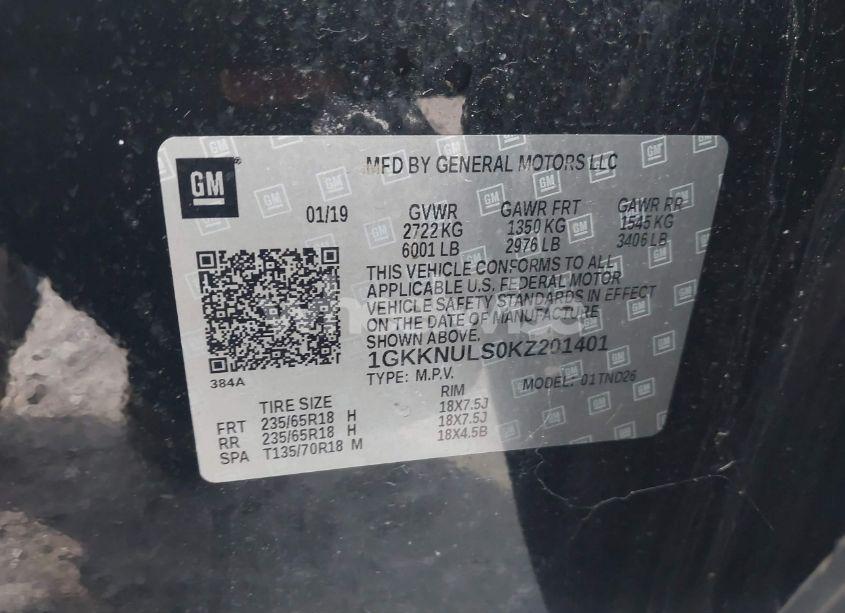 GM
MFD BY GENERAL MOTORS LLC
01/19
GVWR GAWR FRT GAWR RR
2722 KG 1350 KG 1545 KG
6001 LB 2976 LB 3406 LB
THIS VEHICLE CONFORMS TO ALL
APPLICABLE U.S. FEDERAL MOTOR
VEHICLE SAFETY STANDARDS IN EFFECT
ON THE DATE OF MANUFACTURE
SHOWN ABOVE.
1GKKNULS0KZ201401
TYPE: M.P.V. MODEL: 01TND26
384A
TIRE SIZE RIM
FRT 235/65R18 H 18X7.5J
RR 235/65R18 H 18X7.5J
SPA T135/70R18 M 18X4.5B